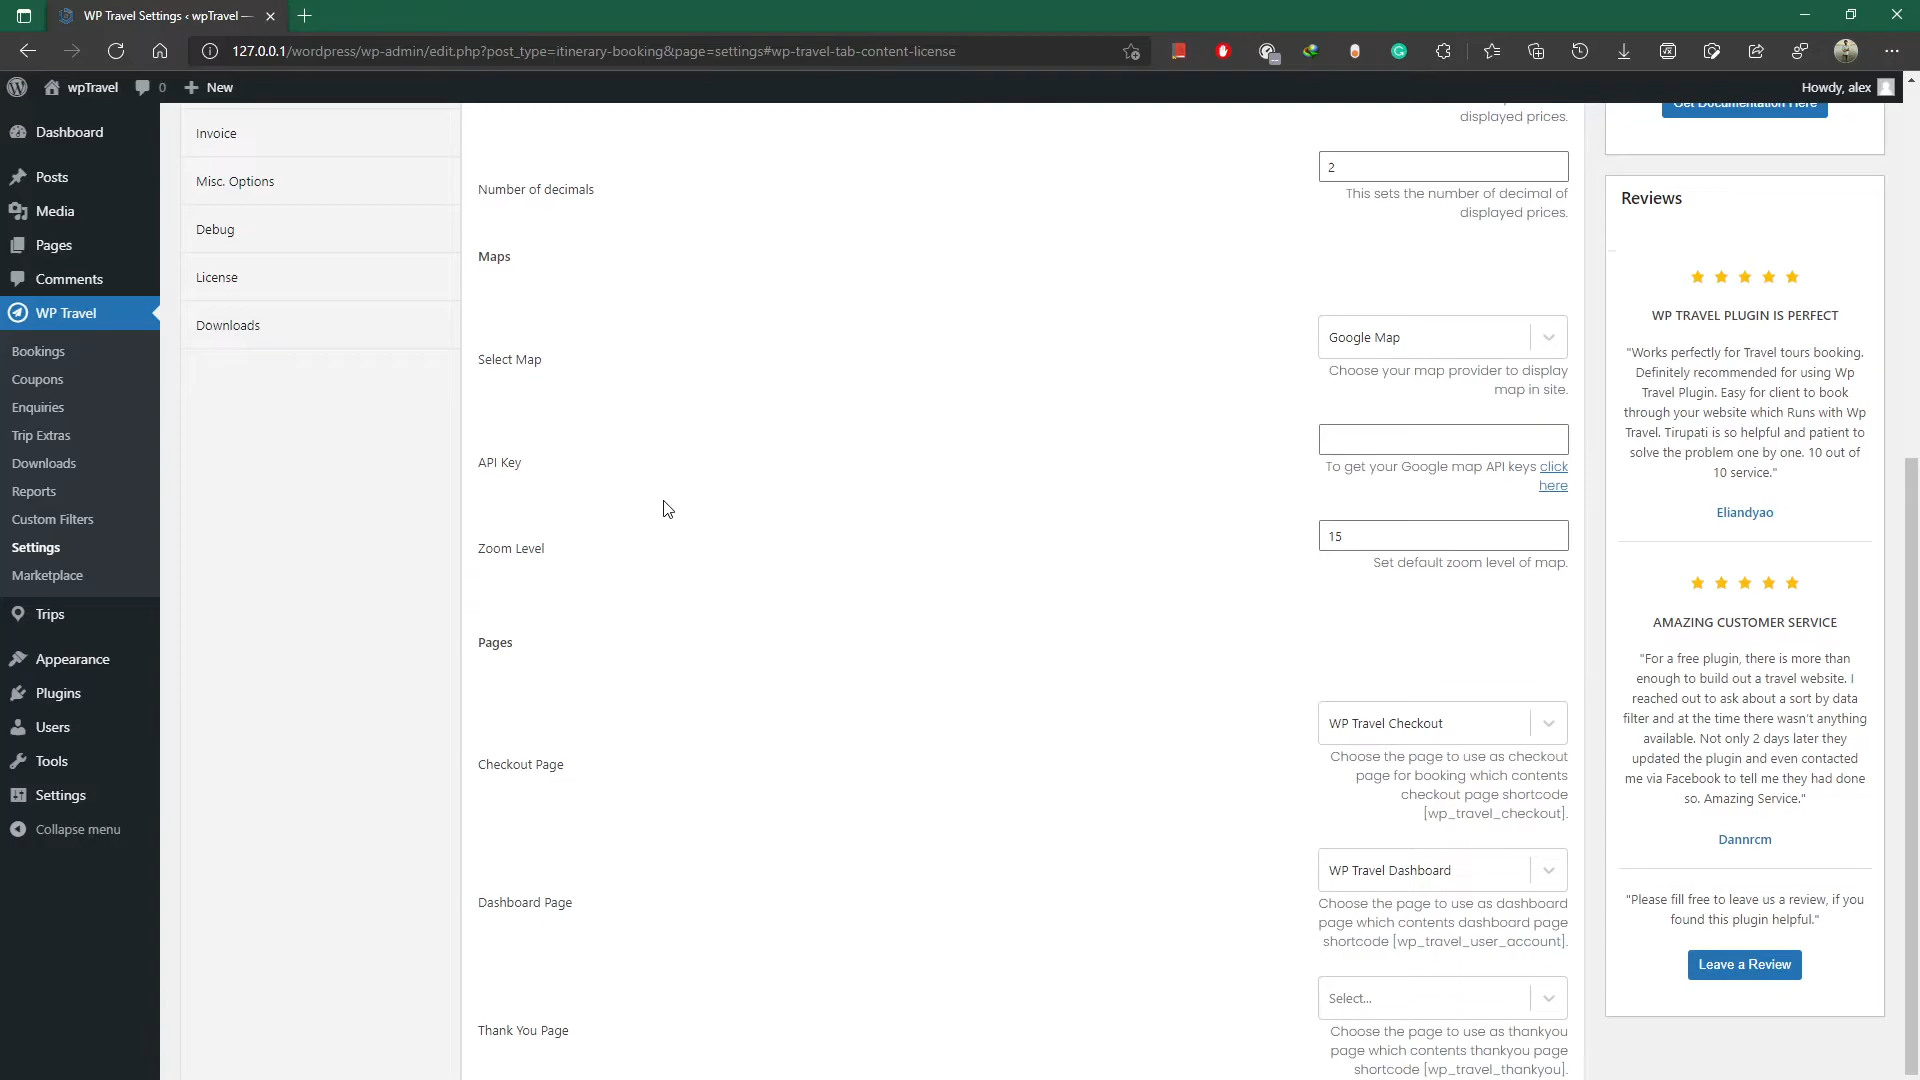 WP Travel Settings ‹ wpTravel —
127.0.0.1/wordpress/wp-admin/edit.php?post_type=itinerary-booking&page=settings#wp-travel-tab-content-license
wpTravel
0
New
Howdy, alex
Dashboard
Posts
Media
Pages
Comments
WP Travel
Bookings
Coupons
Enquiries
Trip Extras
Downloads
Reports
Custom Filters
Settings
Marketplace
Trips
Appearance
Plugins
Users
Tools
Settings
Collapse menu
Invoice
Misc. Options
Debug
License
Downloads
displayed prices.
Number of decimals
2
This sets the number of decimal of
displayed prices.
Maps
Select Map
Google Map
Choose your map provider to display
map in site.
API Key
To get your Google map API keys click
here
Zoom Level
15
Set default zoom level of map.
Pages
Checkout Page
WP Travel Checkout
Choose the page to use as checkout
page for booking which contents
checkout page shortcode
[wp_travel_checkout].
Dashboard Page
WP Travel Dashboard
Choose the page to use as dashboard
page which contents dashboard page
shortcode [wp_travel_user_account].
Thank You Page
Select...
Choose the page to use as thankyou
page which contents thankyou page
shortcode [wp_travel_thankyou].
Get Documentation Here
Reviews
WP TRAVEL PLUGIN IS PERFECT
"Works perfectly for Travel tours booking.
Definitely recommended for using Wp
Travel Plugin. Easy for client to book
through your website which Runs with Wp
Travel. Tirupati is so helpful and patient to
solve the problem one by one. 10 out of
10 service."
Eliandyao
AMAZING CUSTOMER SERVICE
"For a free plugin, there is more than
enough to build out a travel website. I
reached out to ask about a sort by data
filter and at the time there wasn't anything
available. Not only 2 days later they
updated the plugin and even contacted
me via Facebook to tell me they had done
so. Amazing Service."
Dannrcm
"Please fill free to leave us a review, if you
found this plugin helpful."
Leave a Review